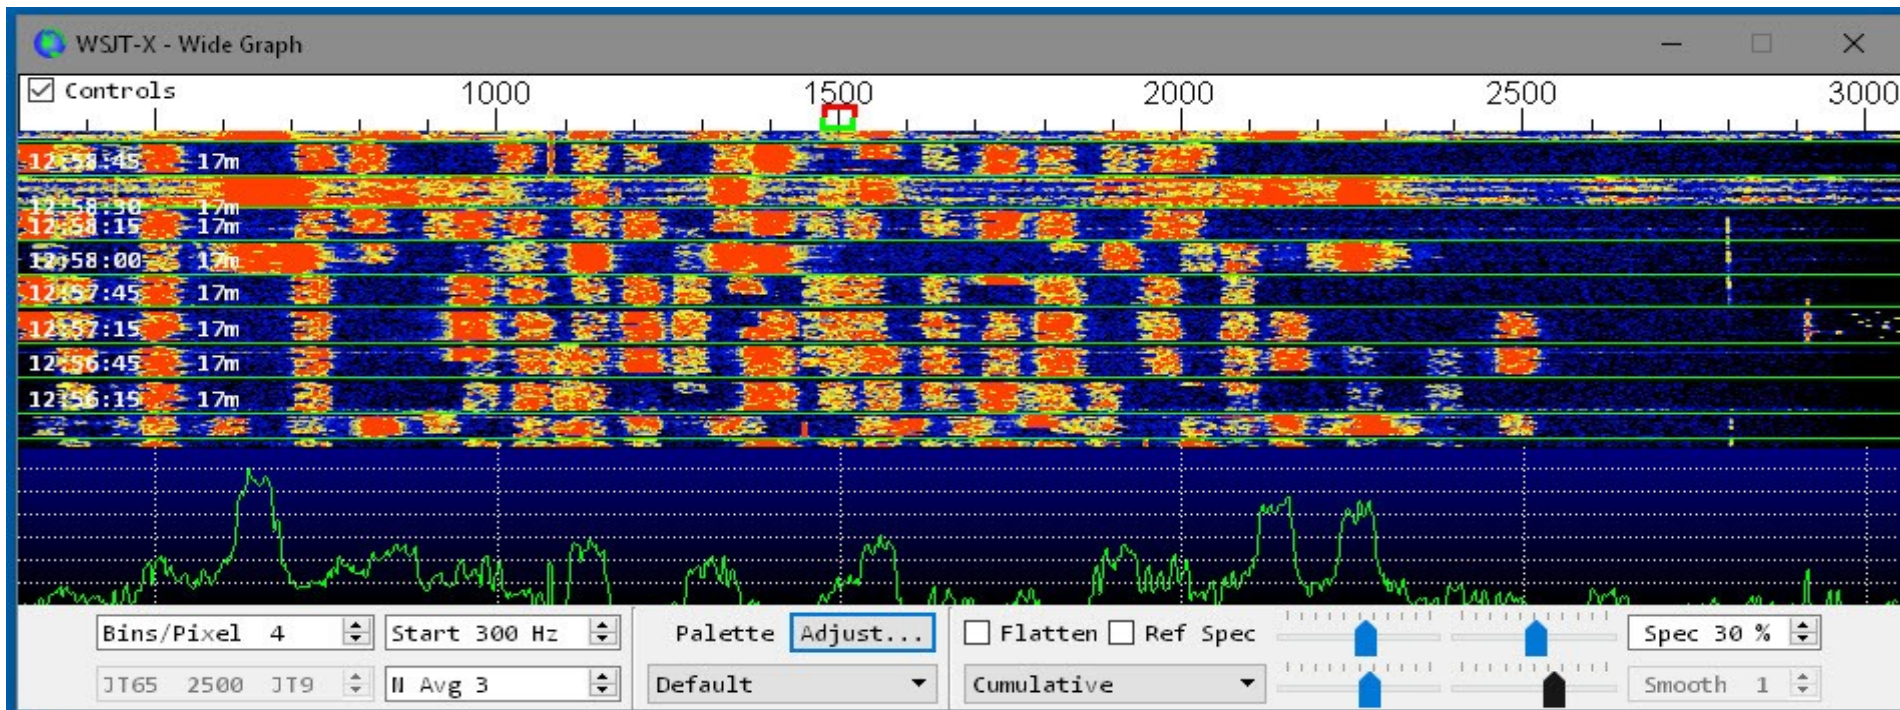 WSJT-X - Wide Graph
Controls 1000 1500 2000 2500 3000
12:58:45 17m
12:58:30 17m
12:58:15 17m
12:58:00 17m
12:57:45 17m
12:57:15 17m
12:56:45 17m
12:56:15 17m
Bins/Pixel 4 Start 300 Hz Palette Adjust... Flatten Ref Spec Spec 30 %
JT65 2500 JT9 N Avg 3 Default Cumulative Smooth 1